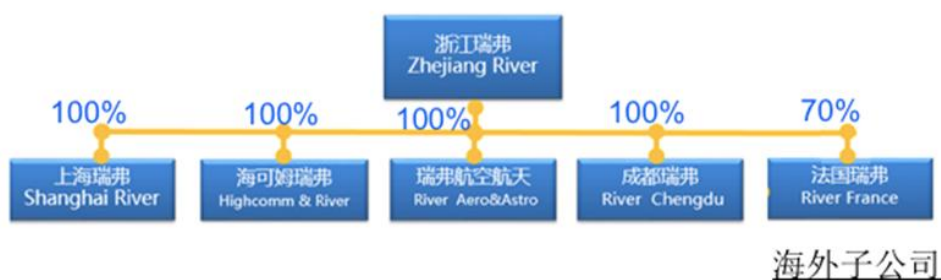 浙江瑞弗
Zhejiang River
100%
100%
100%
100%
70%
上海瑞弗
Shanghai River
海可姆瑞弗
Highcomm & River
瑞弗航空航天
River Aero&Astro
成都瑞弗
River Chengdu
法国瑞弗
River France
海外子公司